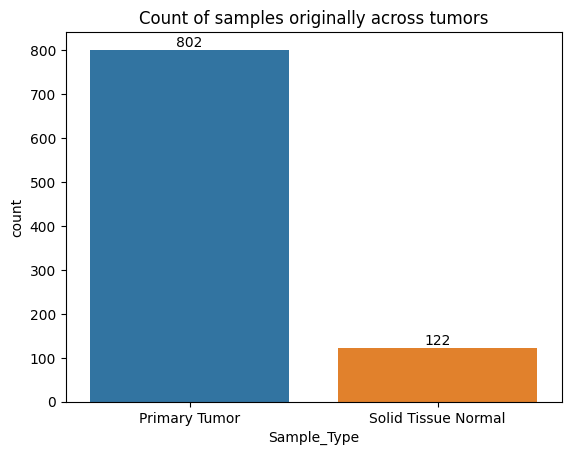 Count of samples originally across tumors
802
122
800
700
600
500
400
300
200
100
0
count
Primary Tumor
Solid Tissue Normal
Sample_Type